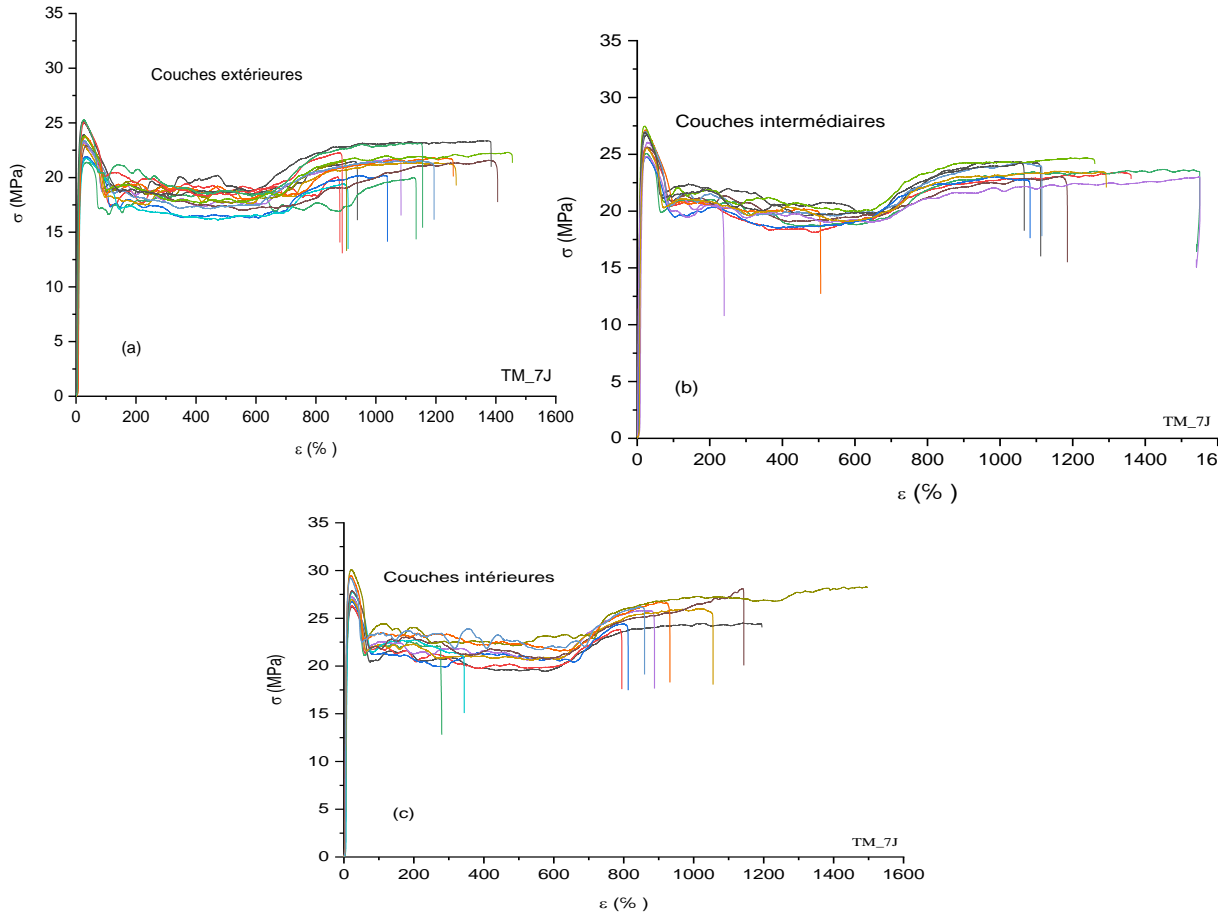 35
30
25
20
15
10
5
0
σ (MPa)
Couches extérieures
(a)
TM_7J
0 200 400 600 800 1000 1200 1400 1600
ε (%)
35
30
25
20
15
10
5
0
σ (MPa)
Couches intermédiaires
(b)
TM_7J
0 200 400 600 800 1000 1200 1400 16
ε (%)
35
30
25
20
15
10
5
0
σ (MPa)
Couches intérieures
(c)
TM_7J
0 200 400 600 800 1000 1200 1400 1600
ε (%)